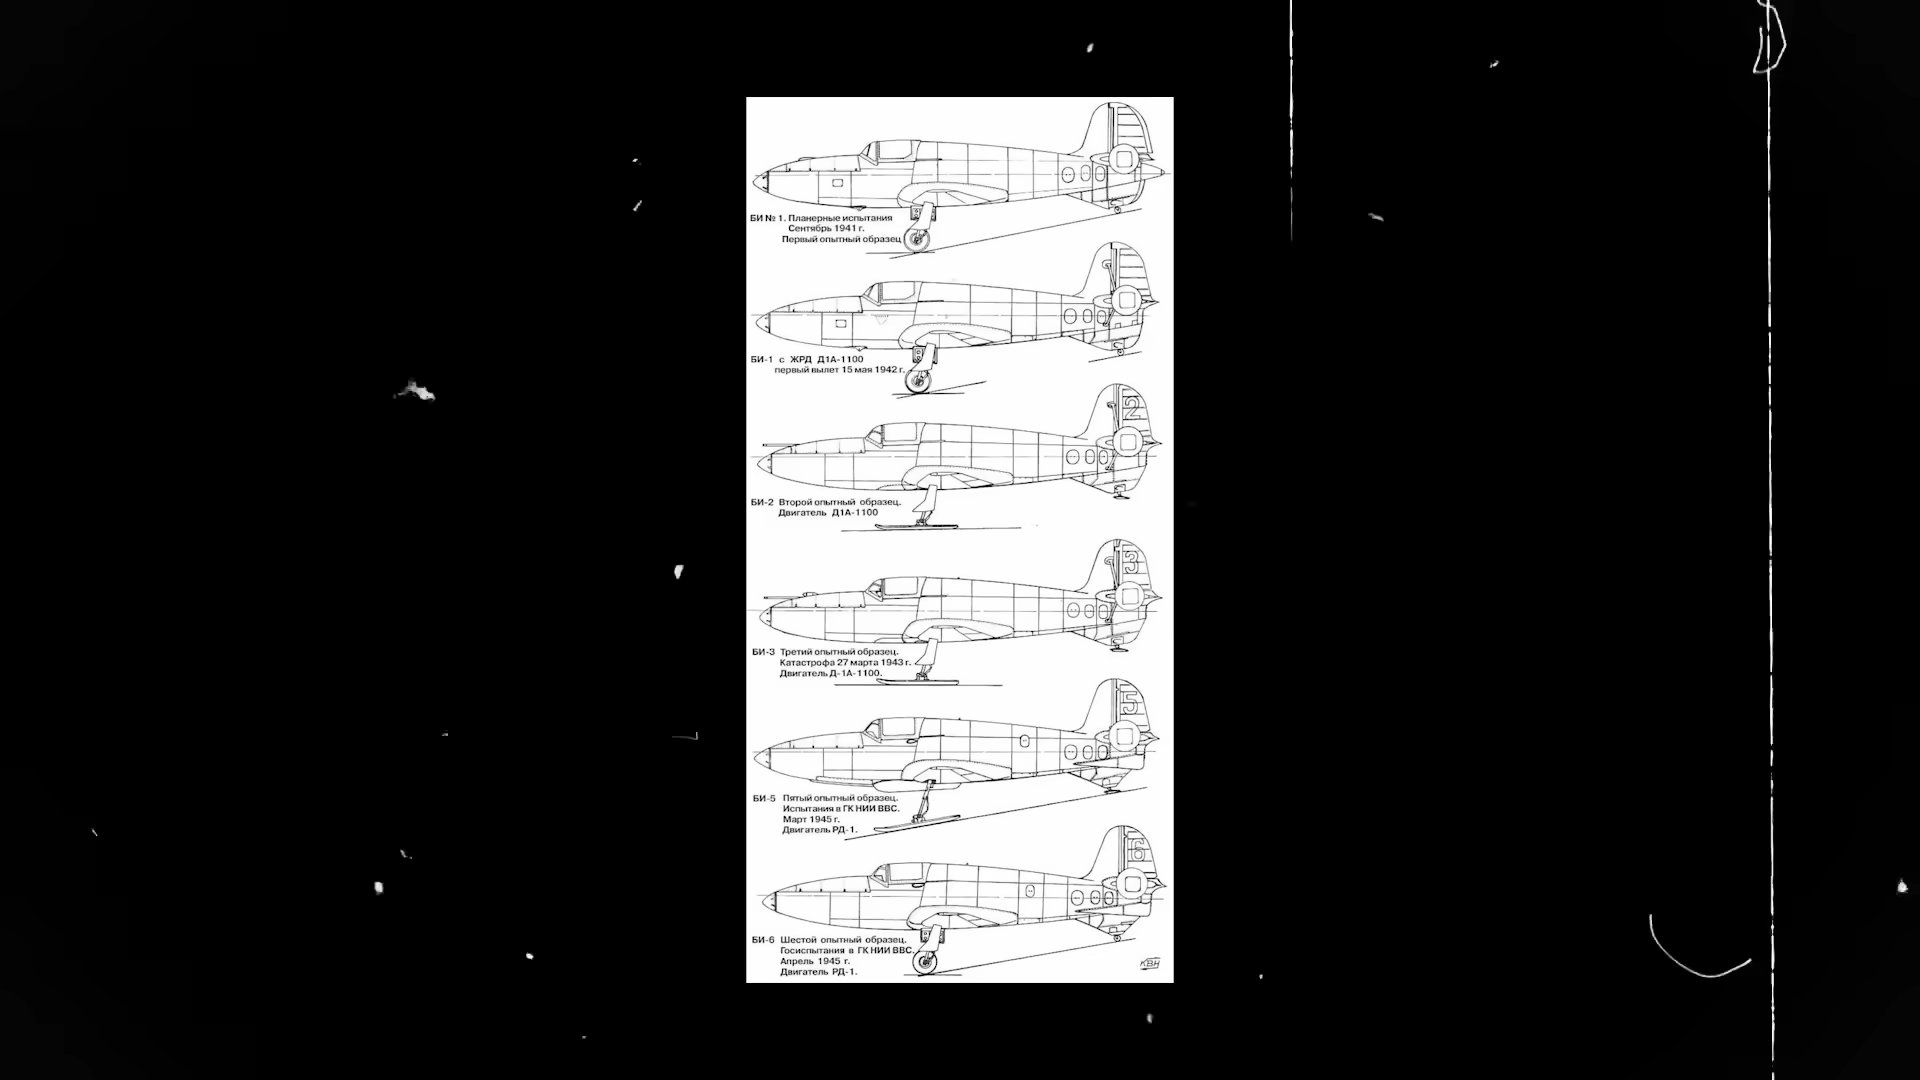 БИ № 1. Планерные испытания
Сентябрь 1941 г.
Первый опытный образец
БИ-1 с ЖРД Д1А-1100
первый вылет 15 мая 1942 г.
2
БИ-2 Второй опытный образец.
Двигатель Д1А-1100
3
БИ-3 Третий опытный образец.
Катастрофа 27 марта 1943 г.
Двигатель Д-1А-1100.
5
БИ-5 Пятый опытный образец.
Испытания в ГК НИИ ВВС.
Март 1945 г.
Двигатель РД-1.
6
БИ-6 Шестой опытный образец.
Госиспытания в ГК НИИ ВВС.
Апрель 1945 г.
Двигатель РД-1.
КВН